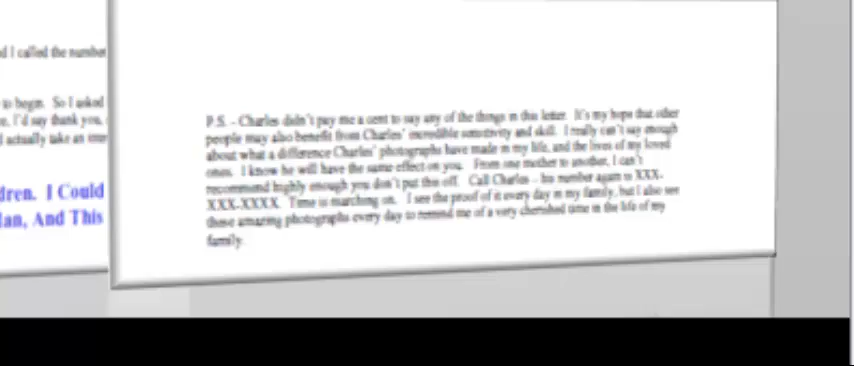 d I called the number
to begin. So I asked
e, I'd say thank you,
actually take an
dren. I Could
Man, And This
P.S. - Charles didn't pay me a cent to say any of the things in this letter. It's my hope that other
people may also benefit from Charles' incredible sensitivity and skill. I really can't say enough
about what a difference Charles' photographs have made in my life, and the lives of my loved
ones. I know he will have the same effect on you. From one mother to another, I can't
recommend highly enough you don't put this off. Call Charles - his number again is XXX-
XXX-XXXX. Time is marching on. I see the proof of it every day in my family, but I also see
those amazing photographs every day to remind me of a very cherished time in the life of my
family.